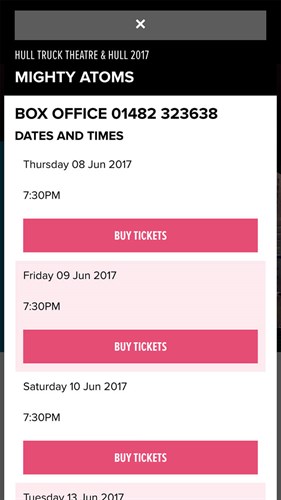 ×
HULL TRUCK THEATRE & HULL 2017
MIGHTY ATOMS
BOX OFFICE 01482 323638
DATES AND TIMES
Thursday 08 Jun 2017
7:30PM
BUY TICKETS
Friday 09 Jun 2017
7:30PM
BUY TICKETS
Saturday 10 Jun 2017
7:30PM
BUY TICKETS
Tuesday 13 Jun 2017